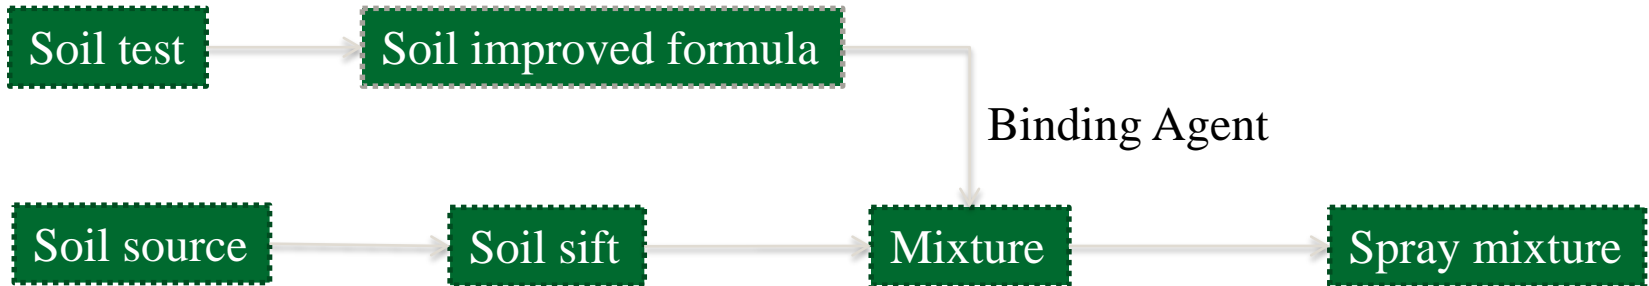 Soil test
Soil improved formula
Binding Agent
Soil source
Soil sift
Mixture
Spray mixture